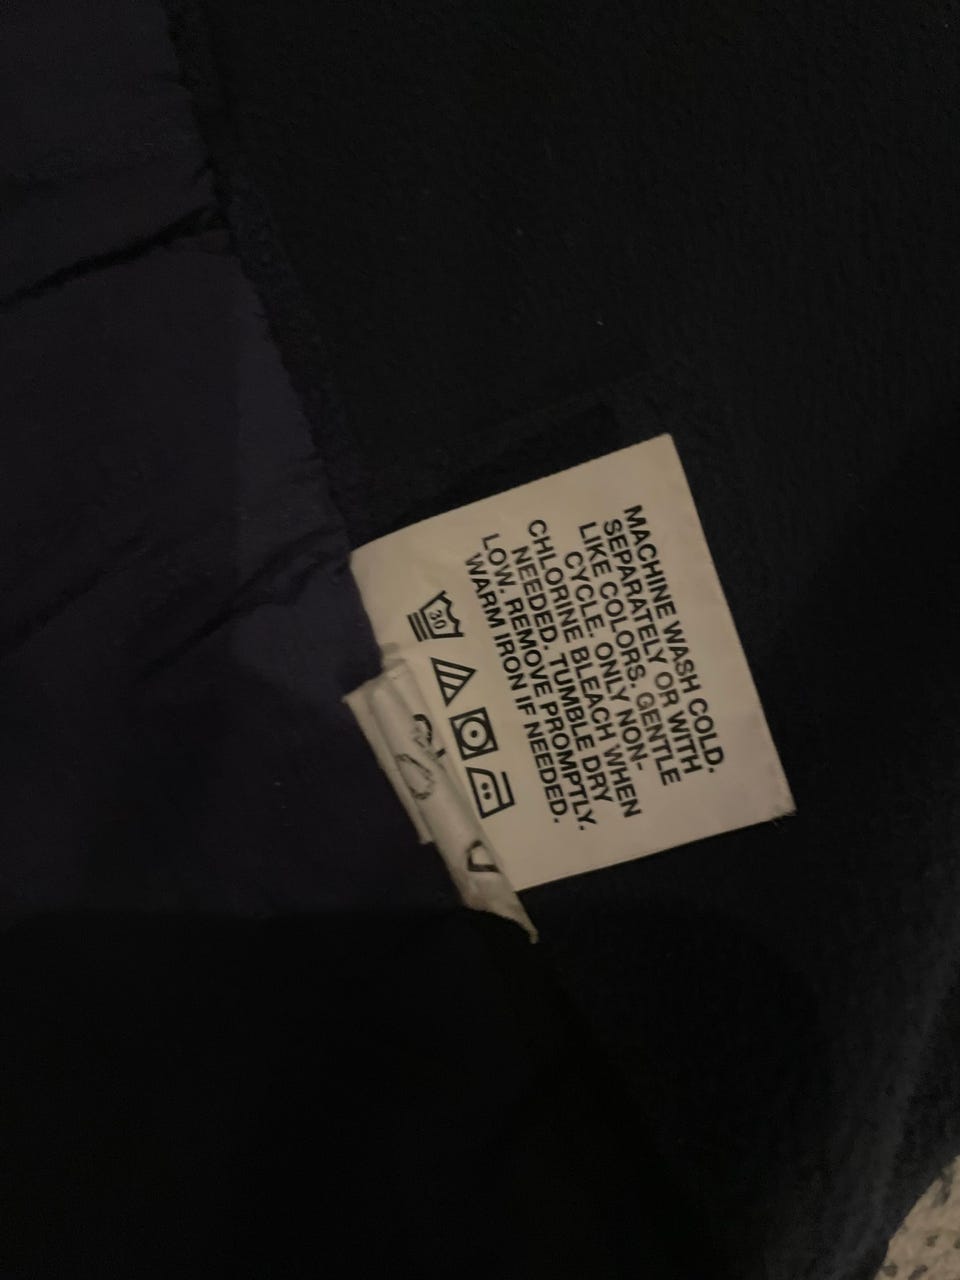 MACHINE WASH COLD.
SEPARATELY OR WITH
LIKE COLORS. GENTLE
CYCLE. ONLY NON-
CHLORINE BLEACH WHEN
NEEDED. TUMBLE DRY
LOW. REMOVE PROMPTLY.
WARM IRON IF NEEDED.
30